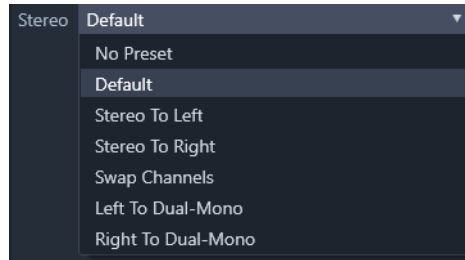 Stereo Default
No Preset
Default
Stereo To Left
Stereo To Right
Swap Channels
Left To Dual-Mono
Right To Dual-Mono